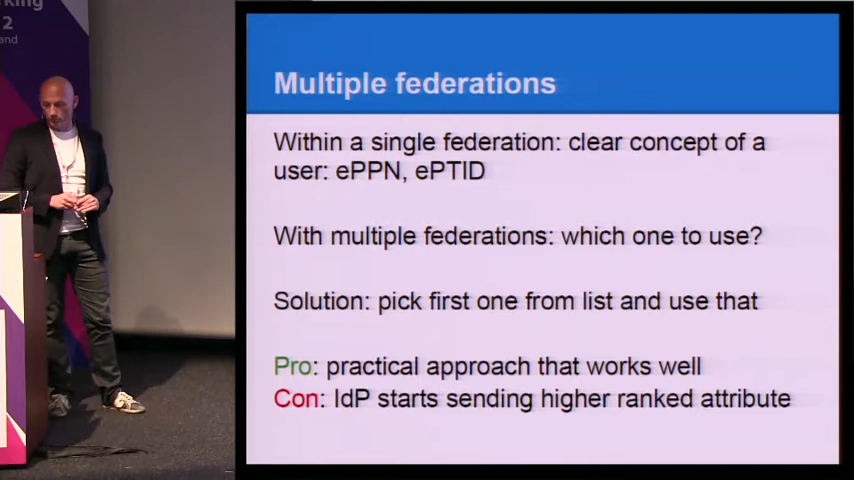 2
and
Multiple federations
Within a single federation: clear concept of a
user: ePPN, ePTID
With multiple federations: which one to use?
Solution: pick first one from list and use that
Pro: practical approach that works well
Con: IdP starts sending higher ranked attribute